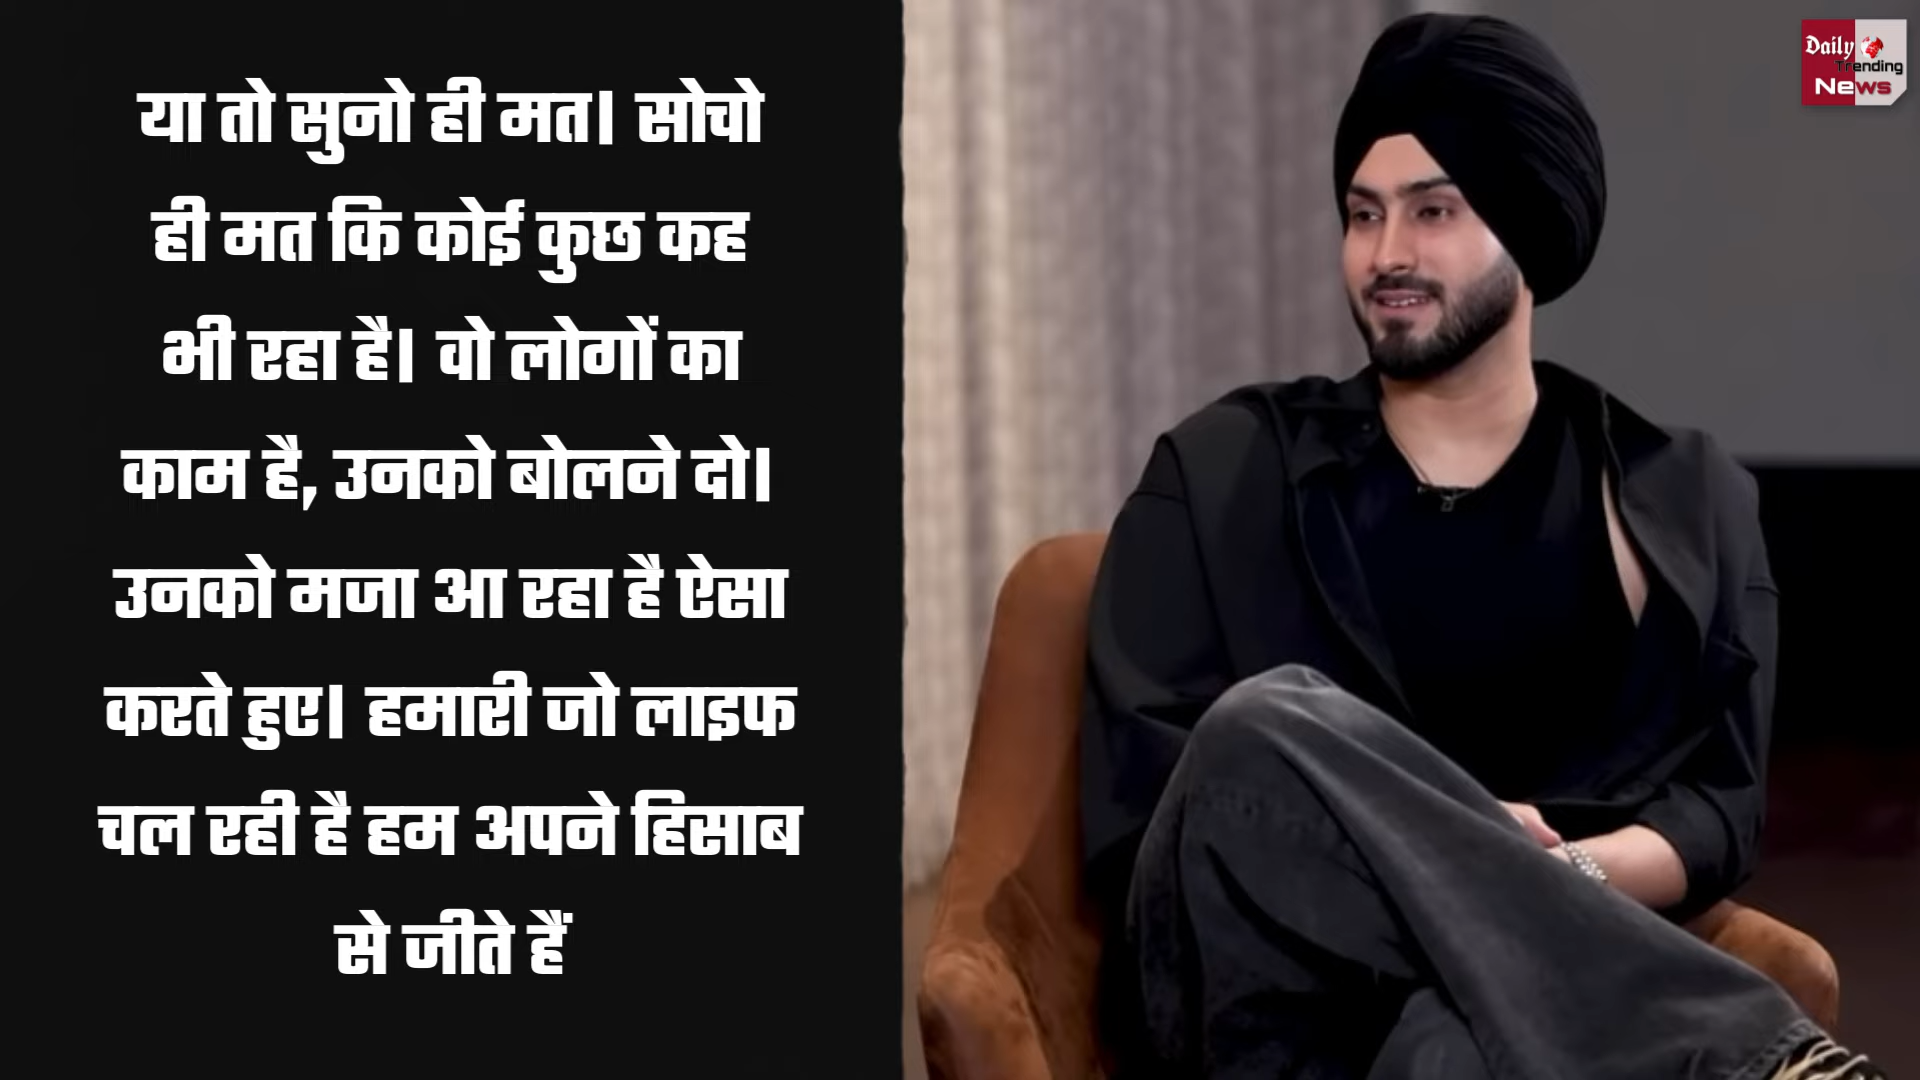 या तो सुनो ही मत। सोचो
ही मत कि कोई कुछ कह
भी रहा है। वो लोगों का
काम है, उनको बोलने दो।
उनको मजा आ रहा है ऐसा
करते हुए। हमारी जो लाइफ
चल रही है हम अपने हिसाब
से जीते हैं
Daily
Trending
News